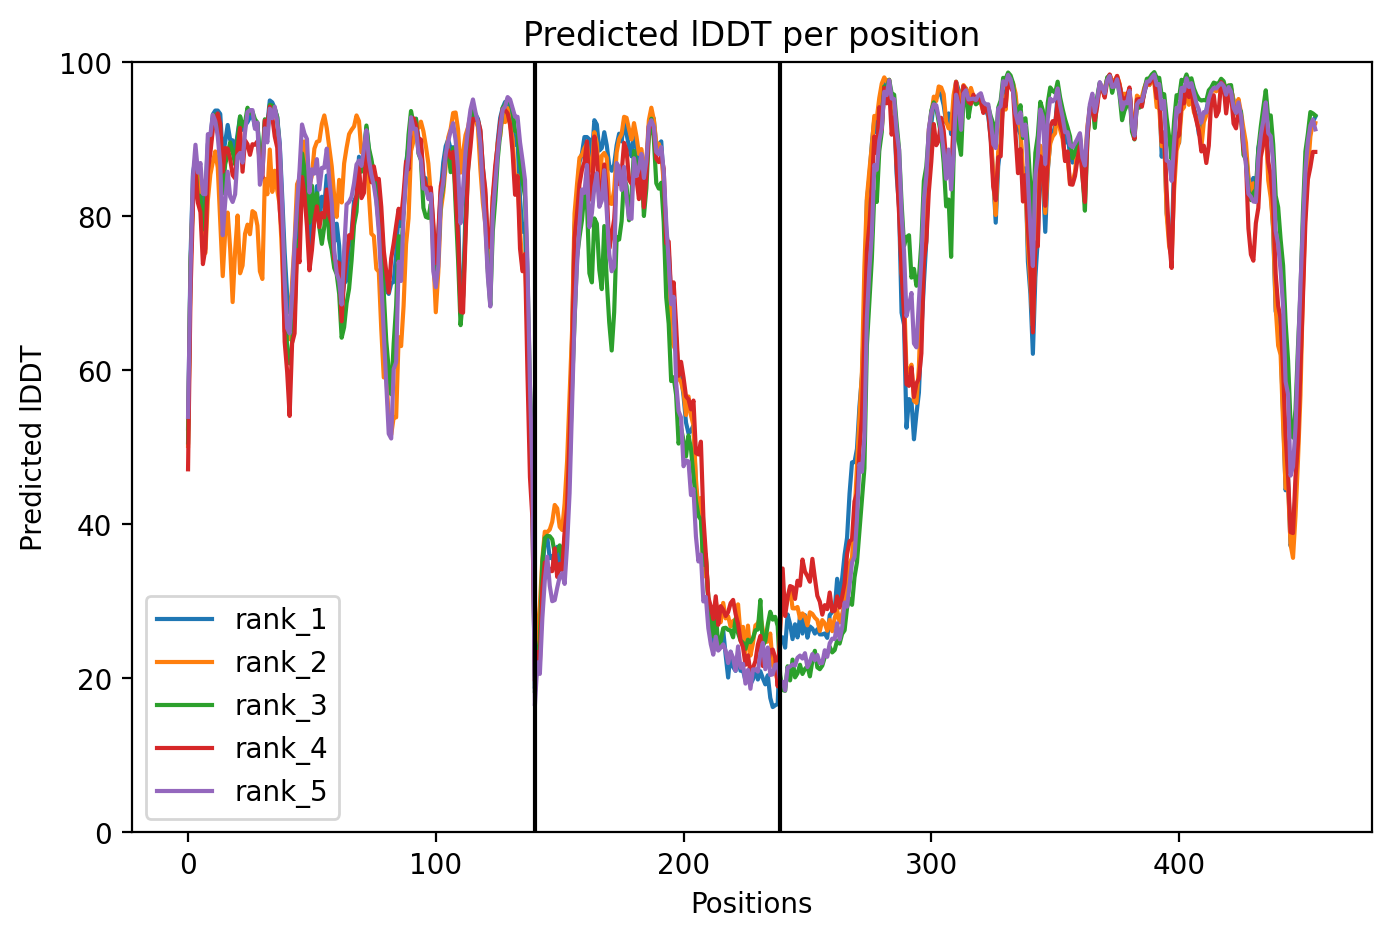 Predicted lDDT per position
100
80
60
40
20
0
Predicted lDDT
rank_1
rank_2
rank_3
rank_4
rank_5
0 100 200 300 400
Positions